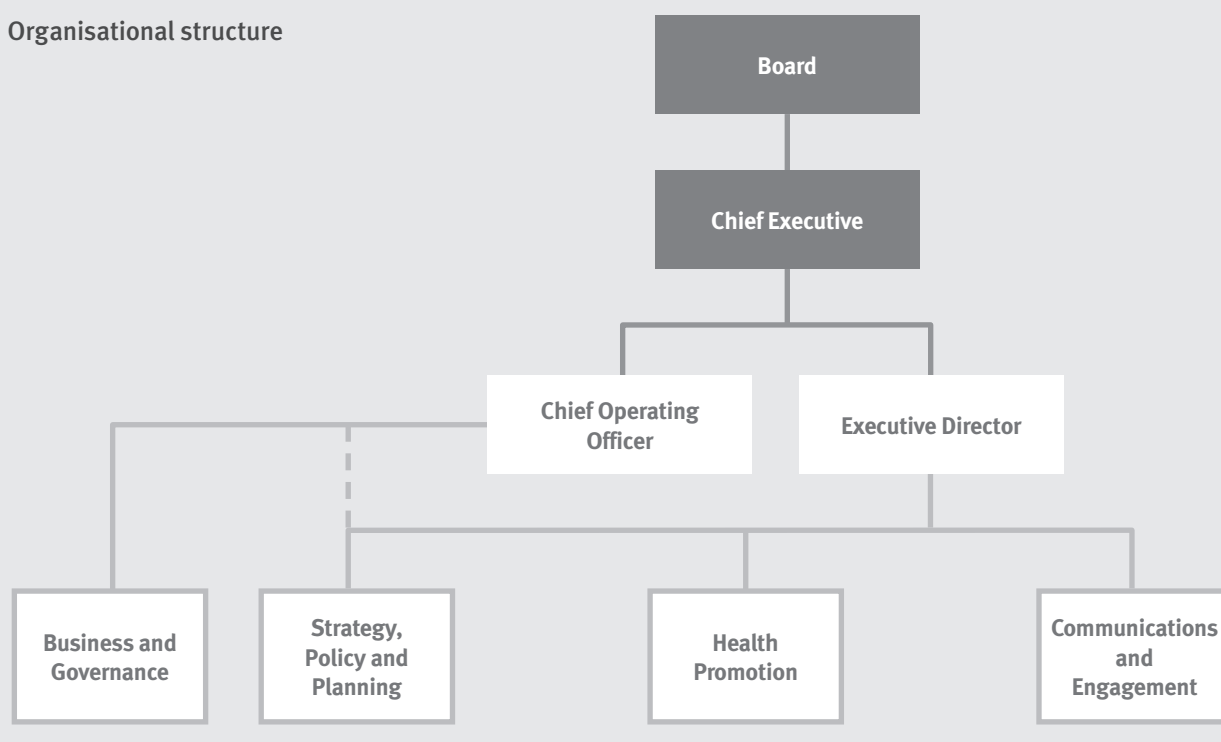 Organisational structure
Board
Chief Executive
Chief Operating
Officer
Executive Director
Business and
Governance
Strategy,
Policy and
Planning
Health
Promotion
Communications
and
Engagement